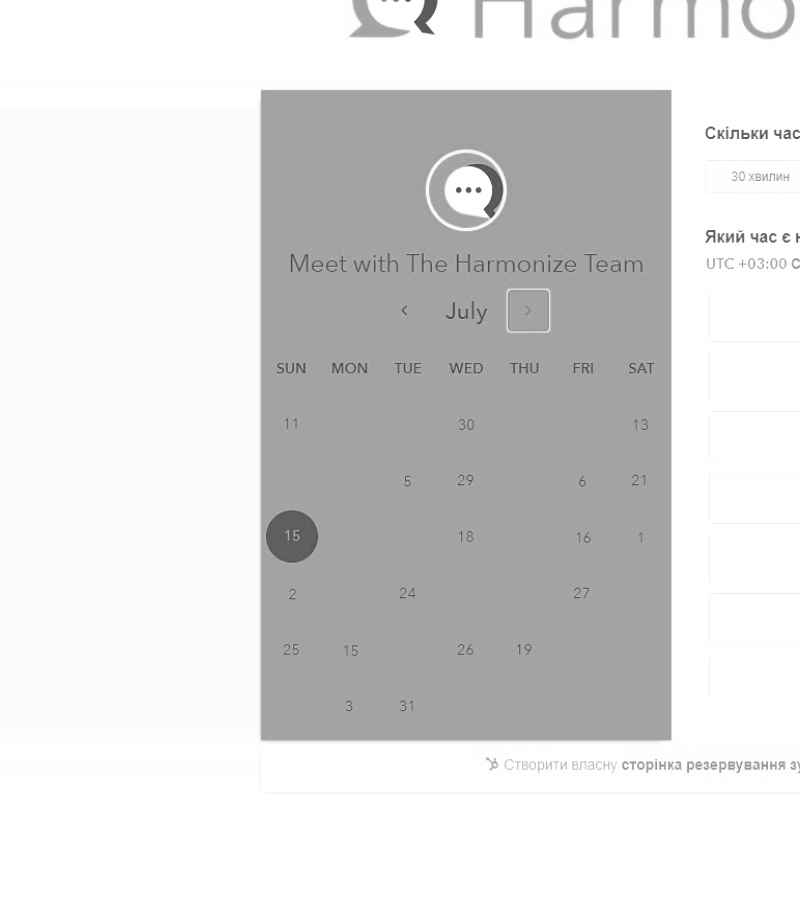 Harmo
Meet with The Harmonize Team
July
SUN MON TUE WED THU FRI SAT
11 30 13
5 29 6 21
15 18 16 1
2 24 27
25 15 26 19
3 31
Скільки час
30 хвилин
Який час є н
UTC +03:00 С
Створити власну сторінка резервування зу